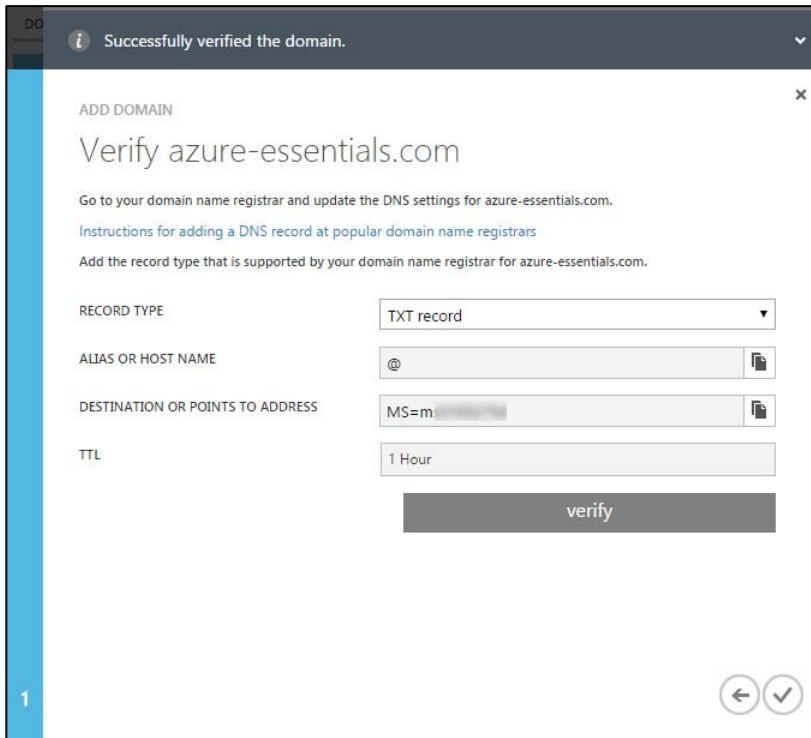 DO
Successfully verified the domain.
ADD DOMAIN
Verify azure-essentials.com
Go to your domain name registrar and update the DNS settings for azure-essentials.com.
Instructions for adding a DNS record at popular domain name registrars
Add the record type that is supported by your domain name registrar for azure-essentials.com.
RECORD TYPE
TXT record
ALIAS OR HOST NAME
@
DESTINATION OR POINTS TO ADDRESS
TTL
1 Hour
verify
1